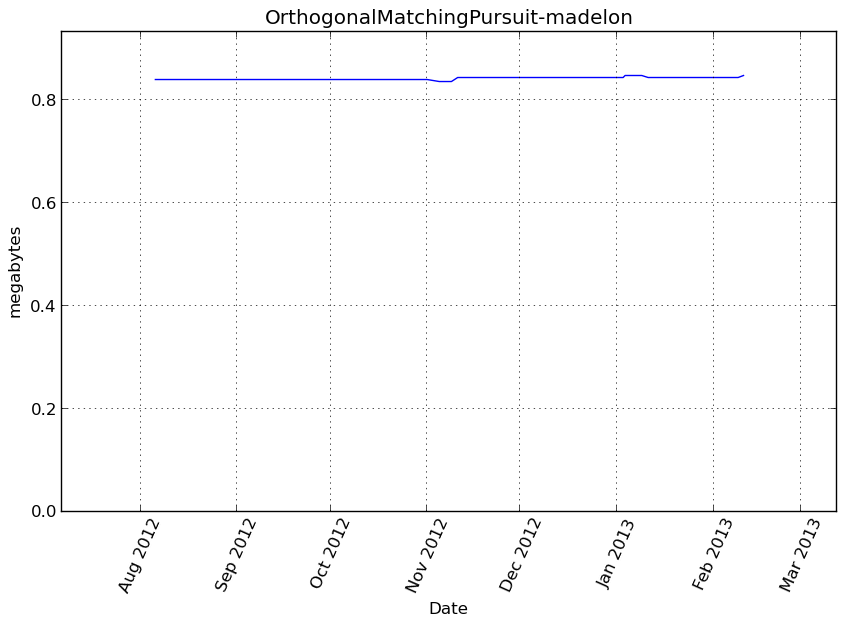 OrthogonalMatchingPursuit-madelon
0.8
0.6
0.4
0.2
0.0
megabytes
Aug 2012
Sep 2012
Oct 2012
Nov 2012
Dec 2012
Jan 2013
Feb 2013
Mar 2013
Date